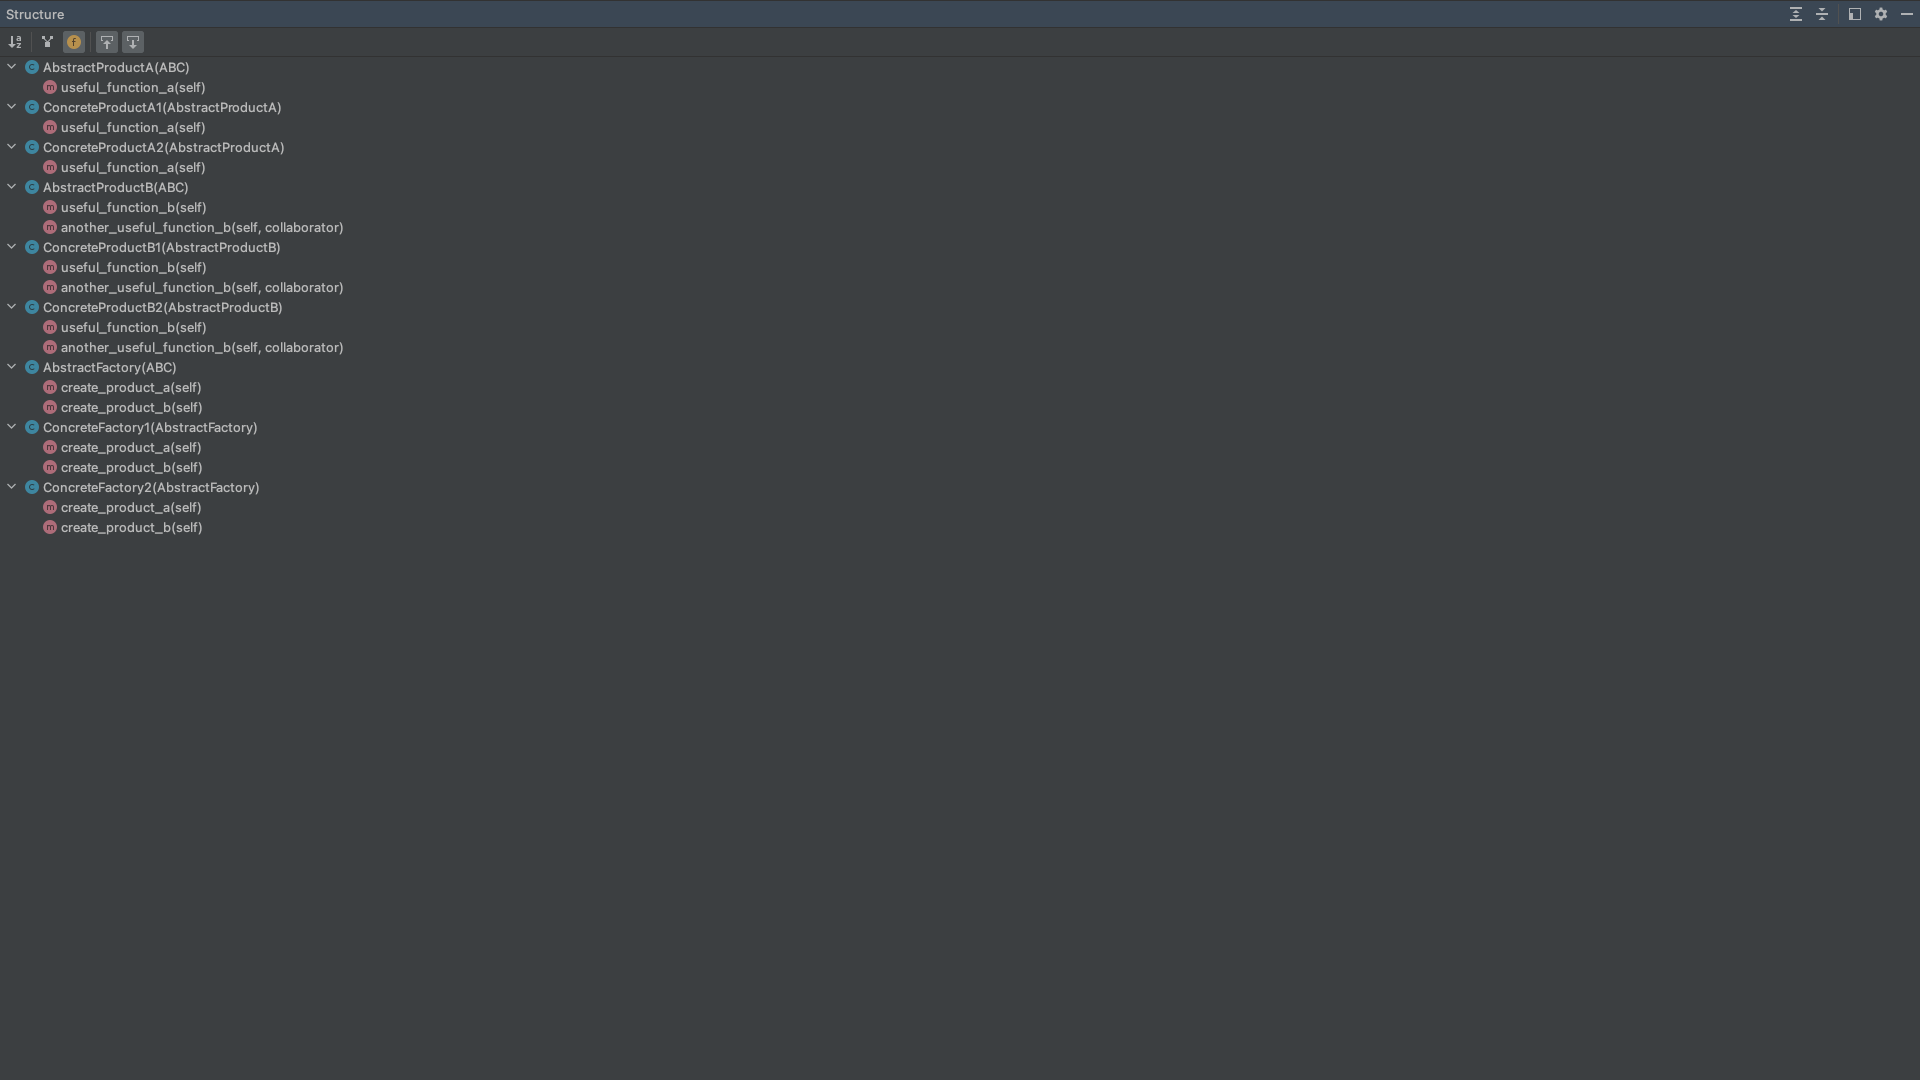 Structure
AbstractProductA(ABC)
useful_function_a(self)
ConcreteProductA1(AbstractProductA)
useful_function_a(self)
ConcreteProductA2(AbstractProductA)
useful_function_a(self)
AbstractProductB(ABC)
useful_function_b(self)
another_useful_function_b(self, collaborator)
ConcreteProductB1(AbstractProductB)
useful_function_b(self)
another_useful_function_b(self, collaborator)
ConcreteProductB2(AbstractProductB)
useful_function_b(self)
another_useful_function_b(self, collaborator)
AbstractFactory(ABC)
create_product_a(self)
create_product_b(self)
ConcreteFactory1(AbstractFactory)
create_product_a(self)
create_product_b(self)
ConcreteFactory2(AbstractFactory)
create_product_a(self)
create_product_b(self)